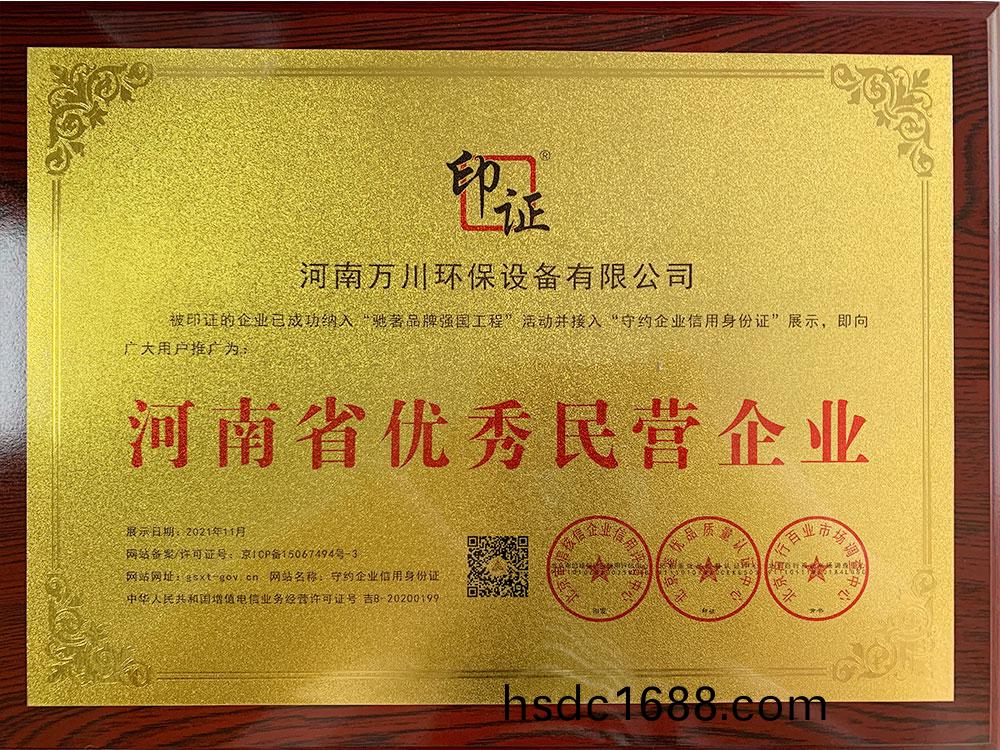 印证®
河南万川环保设备有限公司
被印证的企业已成功纳入“驰著品牌强国工程”活动并接入“守约企业信用身份证”展示，即向
广大用户推广为：
河南省优秀民营企业
展示日期：2021年11月
网站备案/许可证号：京ICP备15067494号-3
网站网址：gsxt-gov.cn 网站名称：守约企业信用身份证
中华人民共和国增值电信业务经营许可证号 吉B-20200199
hsdc1688.com